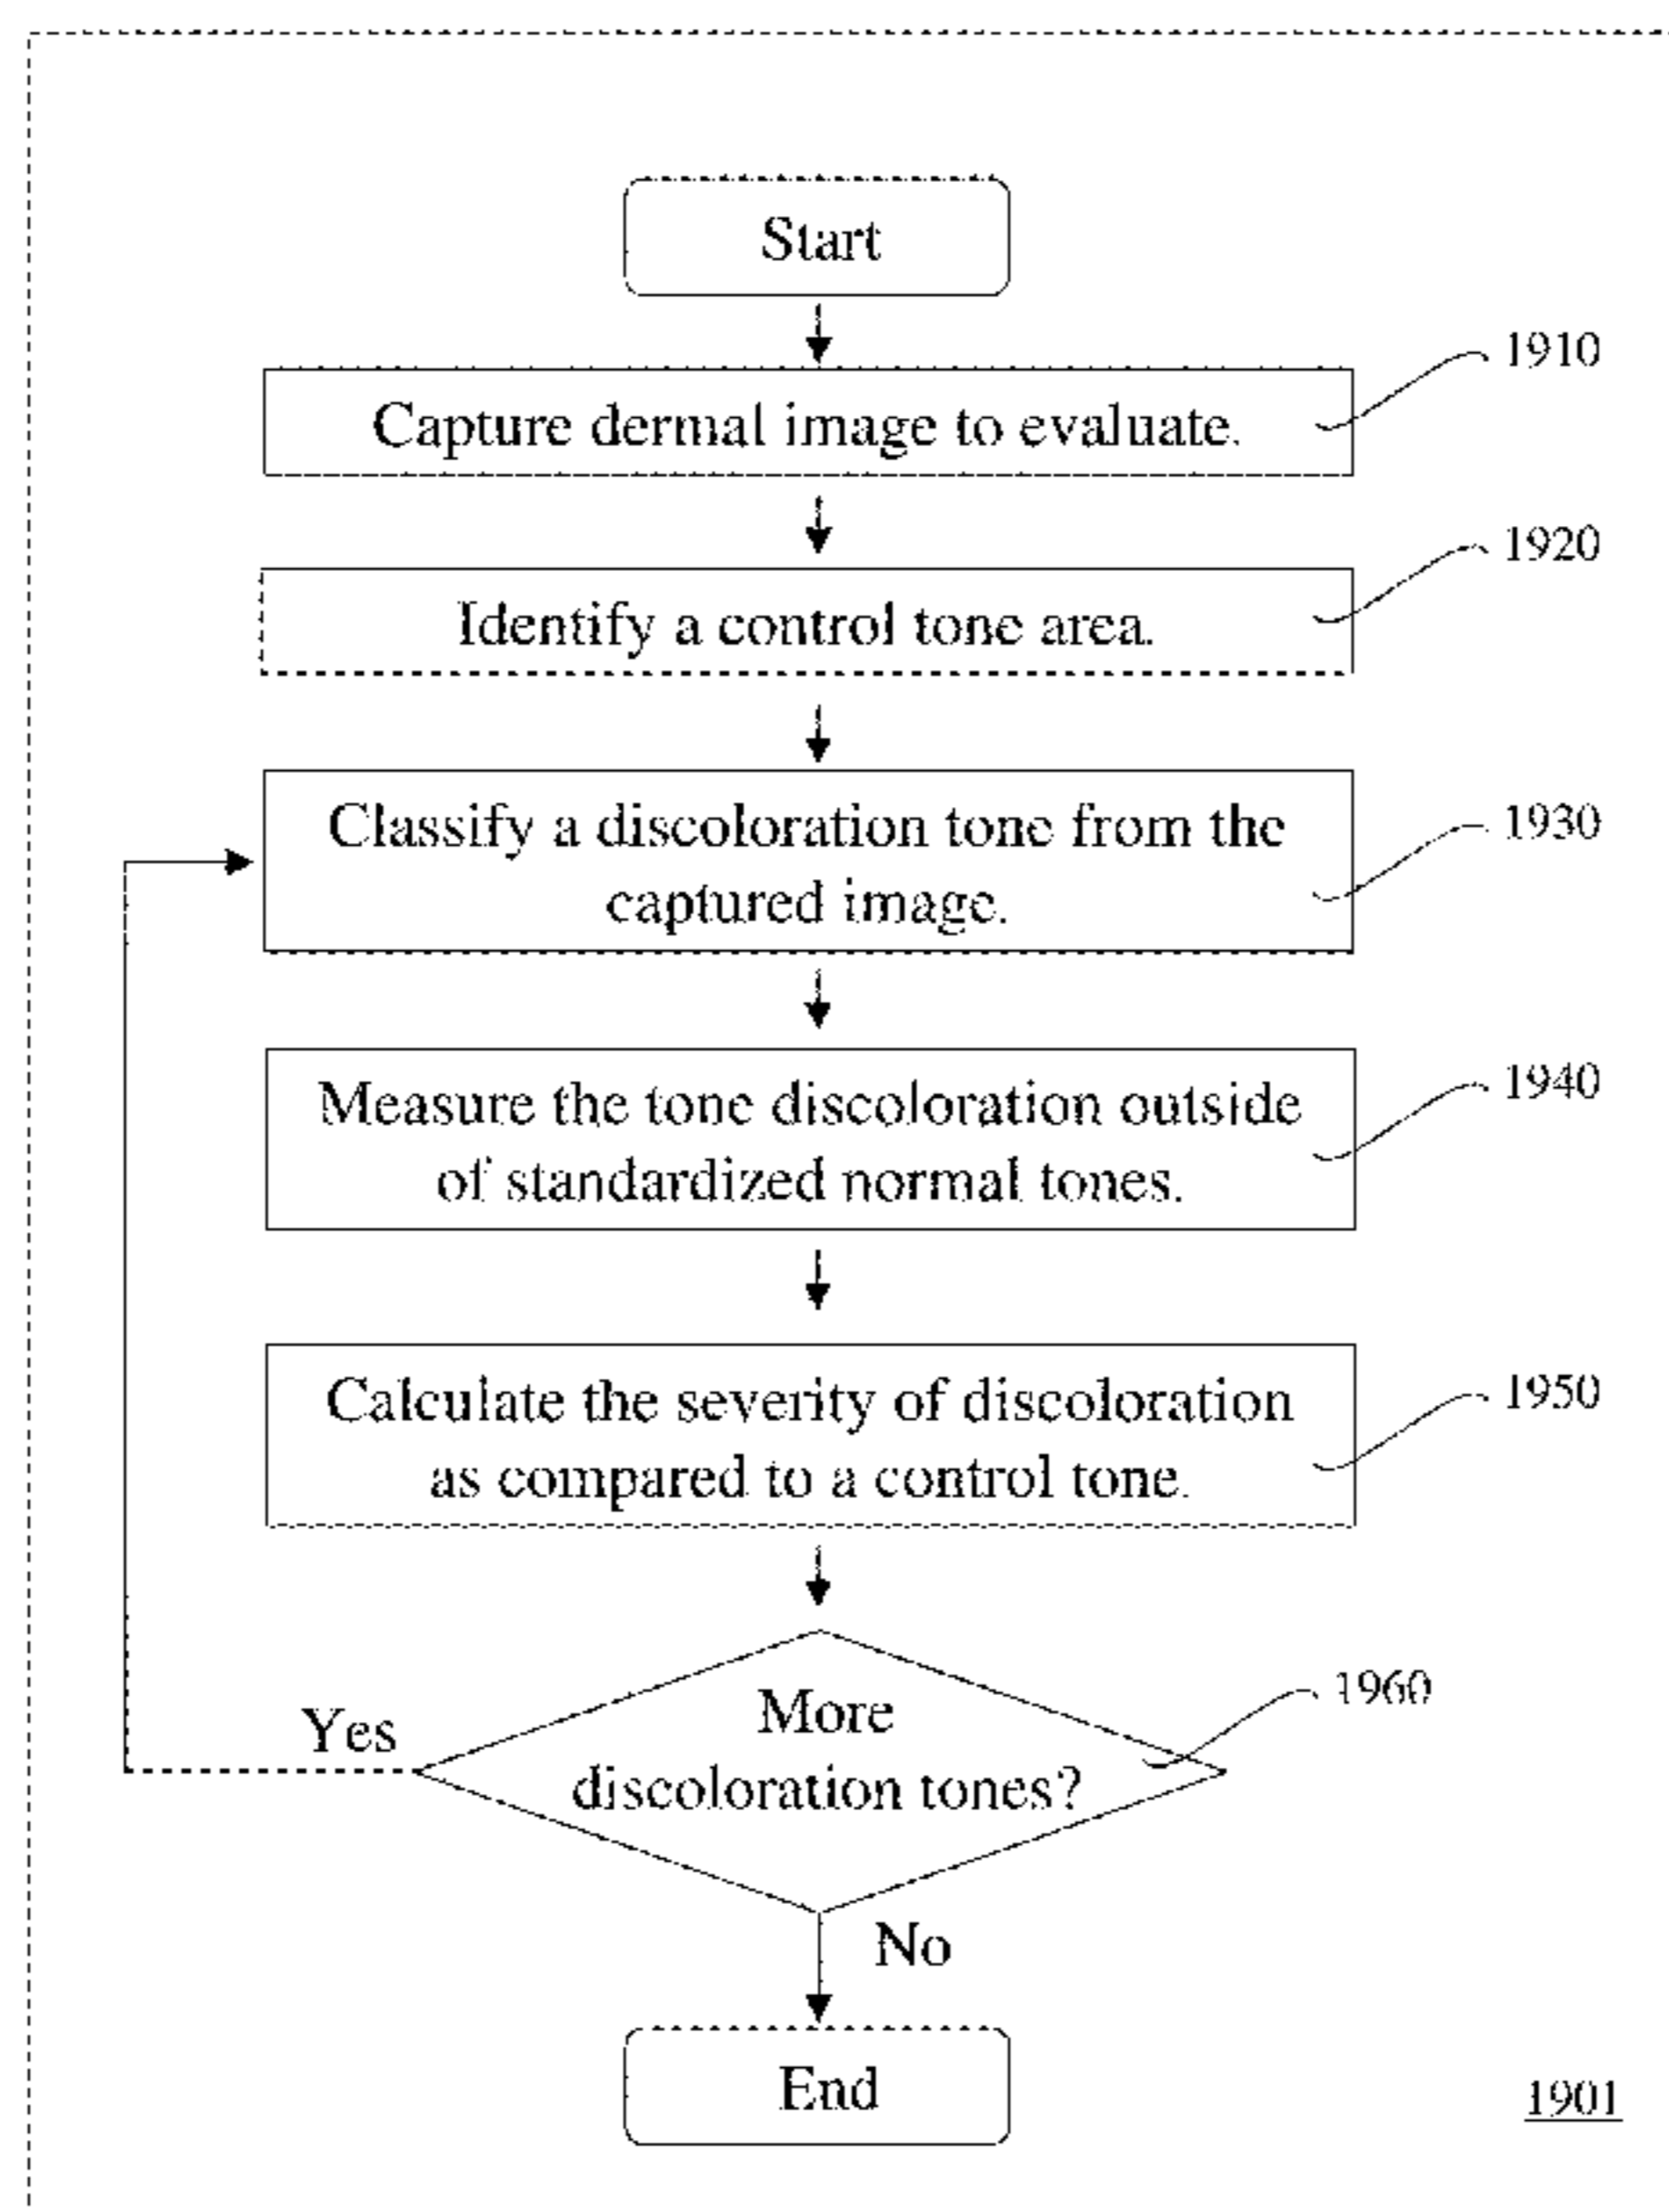 Start
1910
Capture dermal image to evaluate.
1920
Identify a control tone area.
1930
Classify a discoloration tone from the
captured image.
1940
Measure the tone discoloration outside
of standardized normal tones.
1950
Calculate the severity of discoloration
as compared to a control tone.
1960
More
discoloration tones?
Yes
No
End
1901